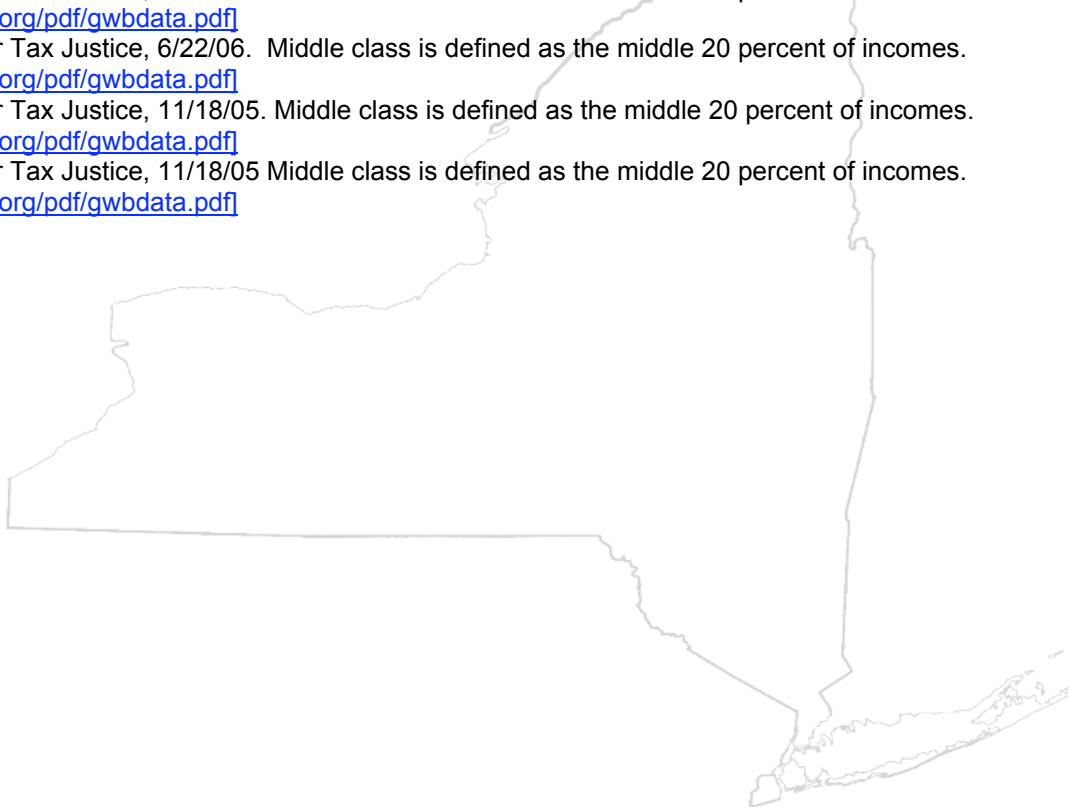 org/pdf/gwbdata.pdf]
r Tax Justice, 6/22/06. Middle class is defined as the middle 20 percent of incomes.
org/pdf/gwbdata.pdf]
r Tax Justice, 11/18/05. Middle class is defined as the middle 20 percent of incomes.
org/pdf/gwbdata.pdf]
r Tax Justice, 11/18/05 Middle class is defined as the middle 20 percent of incomes.
org/pdf/gwbdata.pdf]